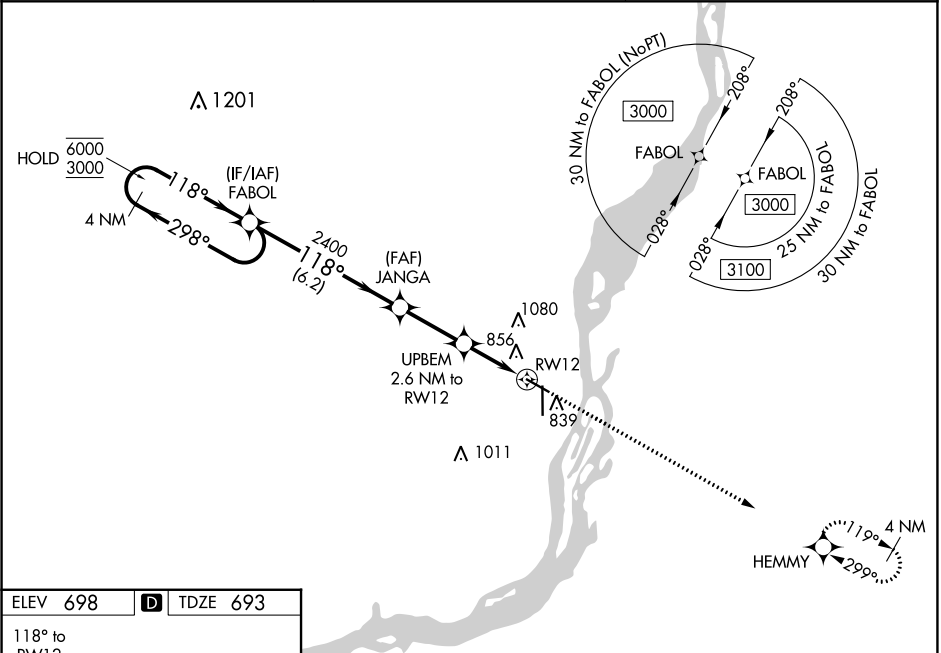 1201
HOLD 6000
3000
4 NM
118°
298°
(IF/IAF)
FABOL
2400
118°
(6.2)
(FAF)
JANGA
UPBEM
2.6 NM to
RW12
1080
856
RW12
839
1011
30 NM to FABOL (NoPT)
3000
208°
FABOL
028°
208°
FABOL
3000
028°
3100
25 NM to FABOL
30 NM to FABOL
HEMMY
119°
299°
4 NM
ELEV 698 D TDZE 693
118° to
RW12